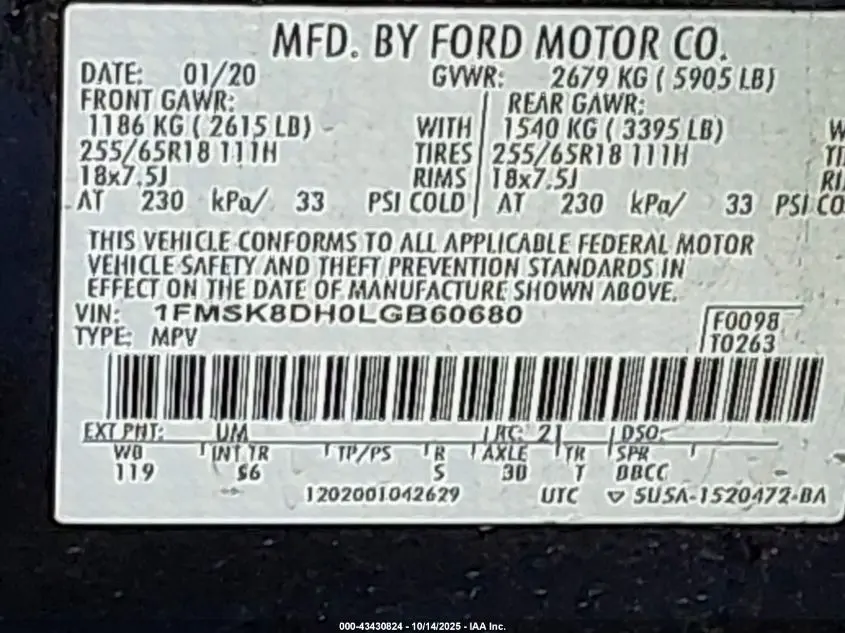 MFD. BY FORD MOTOR CO.
DATE: 01/20 GVWR: 2679 KG ( 5905 LB)
FRONT GAWR: REAR GAWR:
1186 KG ( 2615 LB) WITH 1540 KG ( 3395 LB) W
255/65R18 111H TIRES 255/65R18 111H TI
18x7.5J RIMS 18x7.5J RI
AT 230 kPa/ 33 PSI COLD AT 230 kPa/ 33 PSI CO
THIS VEHICLE CONFORMS TO ALL APPLICABLE FEDERAL MOTOR
VEHICLE SAFETY AND THEFT PREVENTION STANDARDS IN
EFFECT ON THE DATE OF MANUFACTURE SHOWN ABOVE.
VIN: 1FMSK8DH0LGB60680 F0098
TYPE: MPV T0263
EXT PNT: UM RC: 21 DSO:
WB INT TR TP/PS R AXLE TR SPR
119 S6 S 30 T BBCC
1202001042629 UTC ▽ 5U5A-1520472-BA
000-43430824 - 10/14/2025 - IAA Inc.